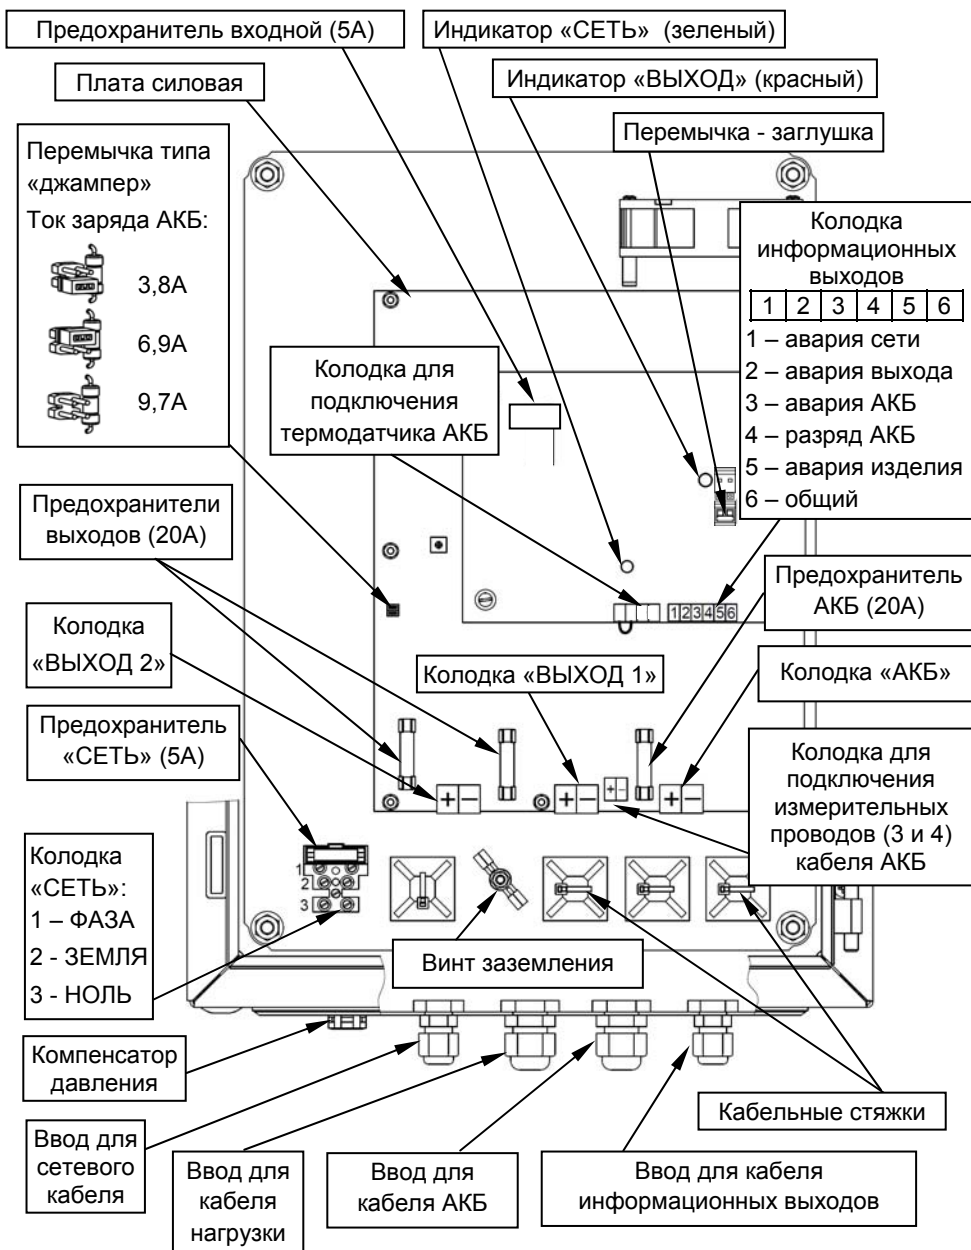 Предохранитель входной (5А)
Индикатор «СЕТЬ» (зеленый)
Плата силовая
Индикатор «ВЫХОД» (красный)
Перемычка - заглушка
Перемычка типа
«джампер»
Ток заряда АКБ:
3,8А
6,9А
9,7А
Колодка
информационных
выходов
1 2 3 4 5 6
1 – авария сети
2 – авария выхода
3 – авария АКБ
4 – разряд АКБ
5 – авария изделия
6 – общий
Колодка для
подключения
термодатчика АКБ
Предохранители
выходов (20А)
Предохранитель
АКБ (20А)
123456
Колодка
«ВЫХОД 2»
Колодка «ВЫХОД 1»
Колодка «АКБ»
Предохранитель
«СЕТЬ» (5А)
Колодка для
подключения
измерительных
проводов (3 и 4)
кабеля АКБ
+ −
+ −
+ −
+ −
Колодка
«СЕТЬ»:
1 – ФАЗА
2 - ЗЕМЛЯ
3 - НОЛЬ
1
2
3
Винт заземления
Компенсатор
давления
Кабельные стяжки
Ввод для
сетевого
кабеля
Ввод для
кабеля
нагрузки
Ввод для
кабеля АКБ
Ввод для кабеля
информационных выходов